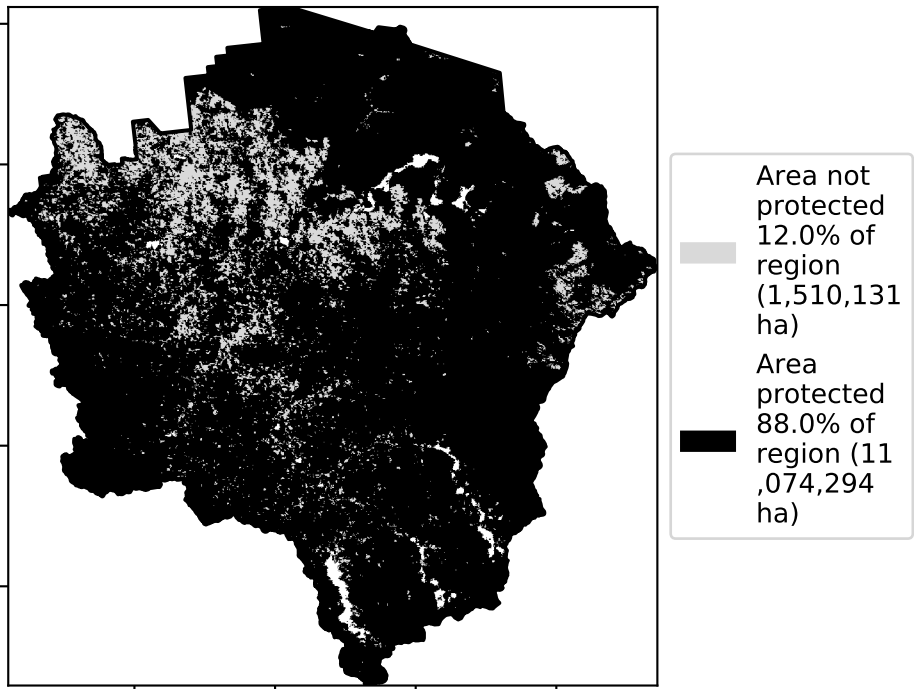 Area not
protected
12.0% of
region
(1,510,131
ha)
Area
protected
88.0% of
region (11
,074,294
ha)